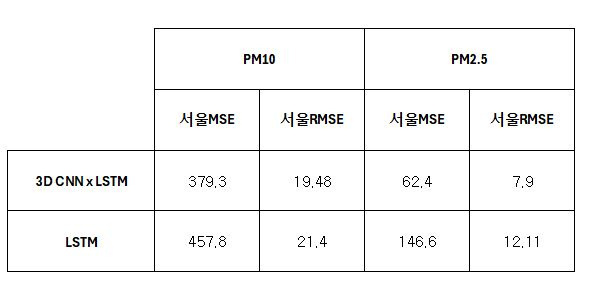 PM10 PM2.5
서울MSE 서울RMSE 서울MSE 서울RMSE
3D CNN x LSTM 379.3 19.48 62.4 7.9
LSTM 457.8 21.4 146.6 12.11